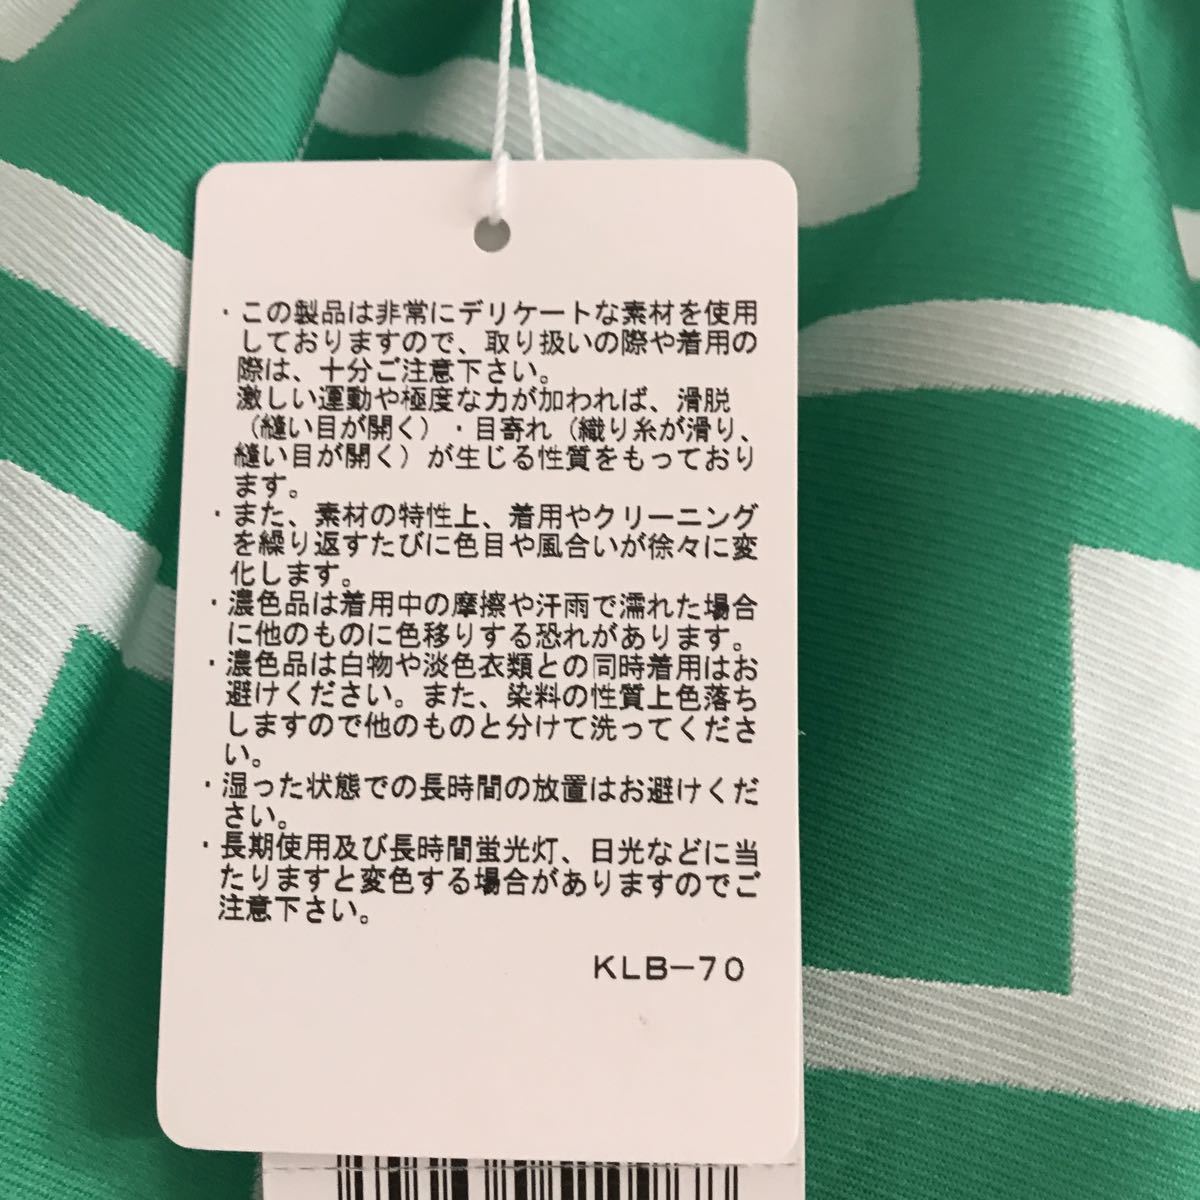 ・この製品は非常にデリケートな素材を使用
しておりますので、取り扱いの際や着用の
際は、十分ご注意下さい。
激しい運動や極度な力が加われば、滑脱
（縫い目が開く）・目寄れ（織り糸が滑り、
縫い目が開く）が生じる性質をもっており
ます。
・また、素材の特性上、着用やクリーニング
を繰り返すたびに色目や風合いが徐々に変
化します。
・濃色品は着用中の摩擦や汗雨で濡れた場合
に他のものに色移りする恐れがあります。
・濃色品は白物や淡色衣類との同時着用はお
避けください。また、染料の性質上色落ち
しますので他のものと分けて洗ってくださ
い。
・湿った状態での長時間の放置はお避けくだ
さい。
・長期使用及び長時間蛍光灯、日光などに当
たりますと変色する場合がありますのでご
注意下さい。
KLB−70